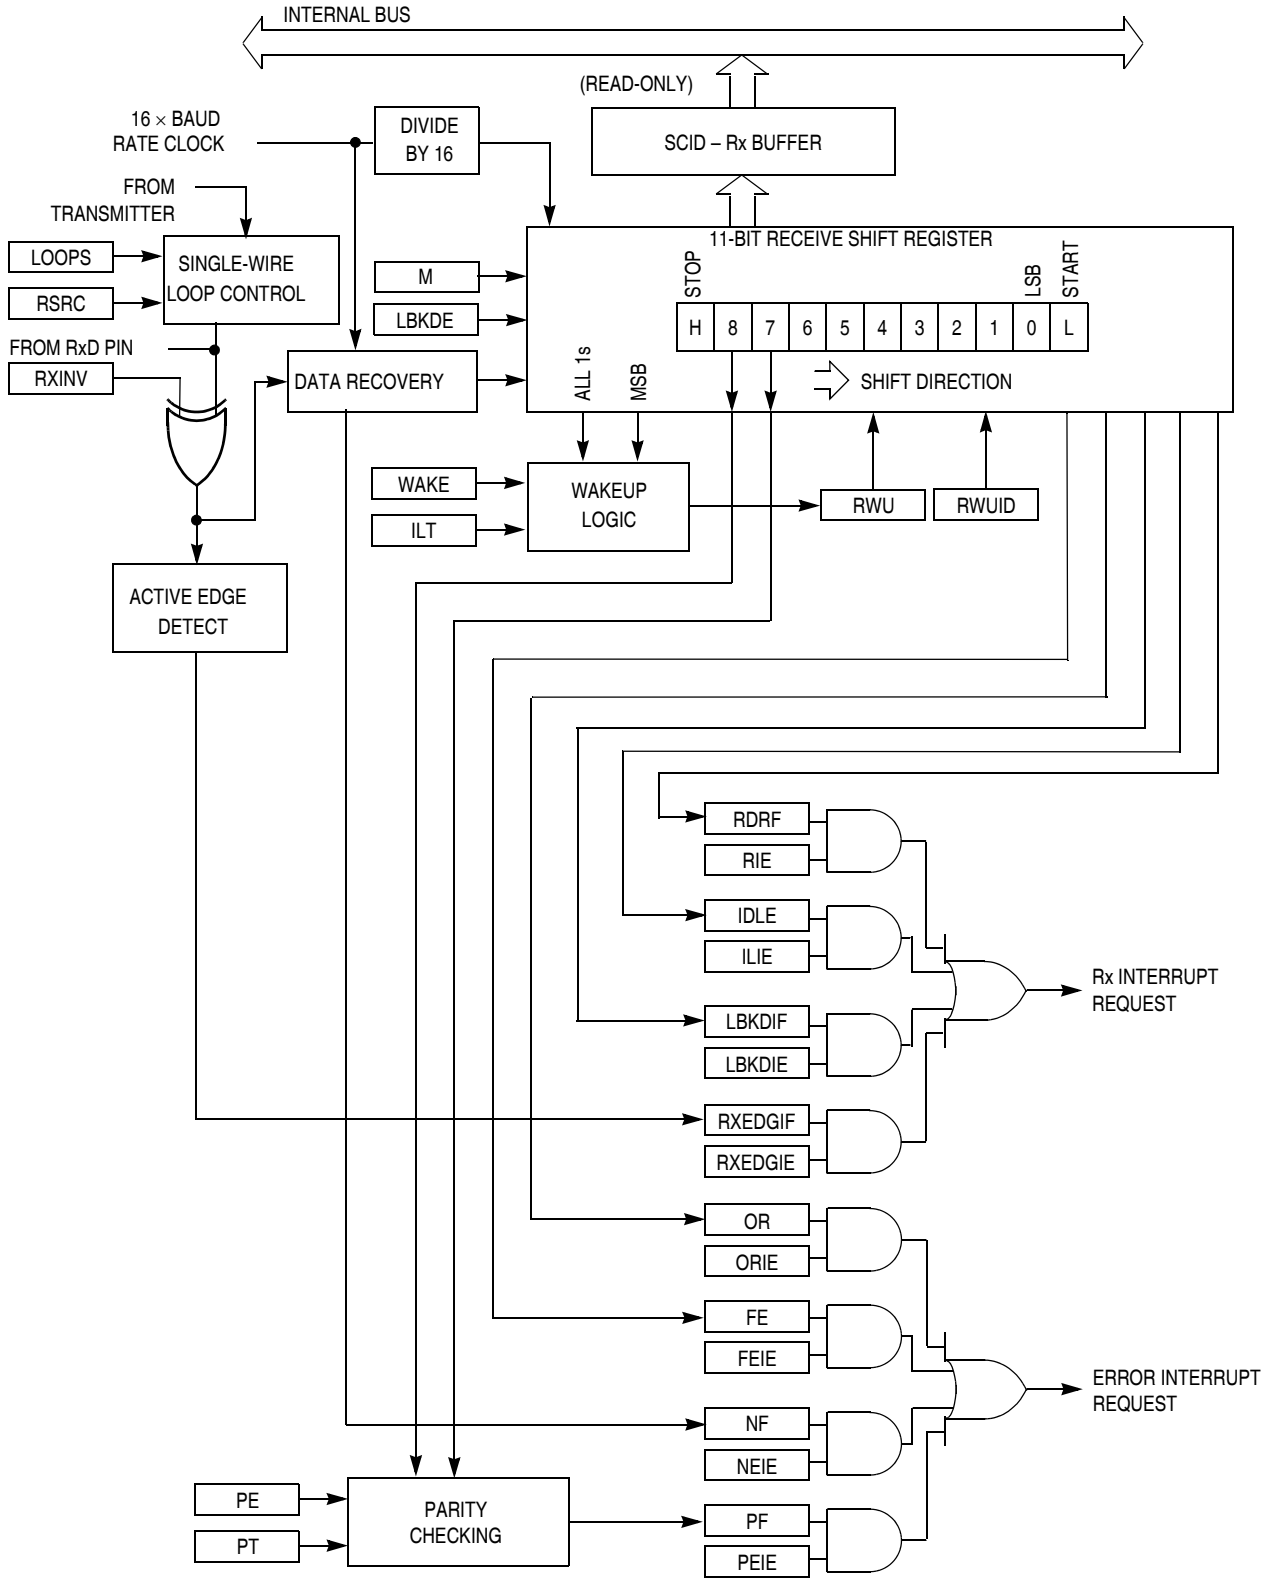 INTERNAL BUS
(READ-ONLY)
16 × BAUD
RATE CLOCK
DIVIDE
BY 16
SCID – Rx BUFFER
FROM
TRANSMITTER
LOOPS
RSRC
SINGLE-WIRE
LOOP CONTROL
11-BIT RECEIVE SHIFT REGISTER
M
LBKDE
STOP
LSB
START
H 8 7 6 5 4 3 2 1 0 L
FROM RxD PIN
RXINV
DATA RECOVERY
ALL 1s
MSB
SHIFT DIRECTION
WAKE
ILT
WAKEUP
LOGIC
RWU
RWUID
ACTIVE EDGE
DETECT
RDRF
RIE
IDLE
ILIE
Rx INTERRUPT
REQUEST
LBKDIF
LBKDIE
RXEDGIF
RXEDGIE
OR
ORIE
FE
FEIE
ERROR INTERRUPT
REQUEST
NF
NEIE
PE
PT
PARITY
CHECKING
PF
PEIE